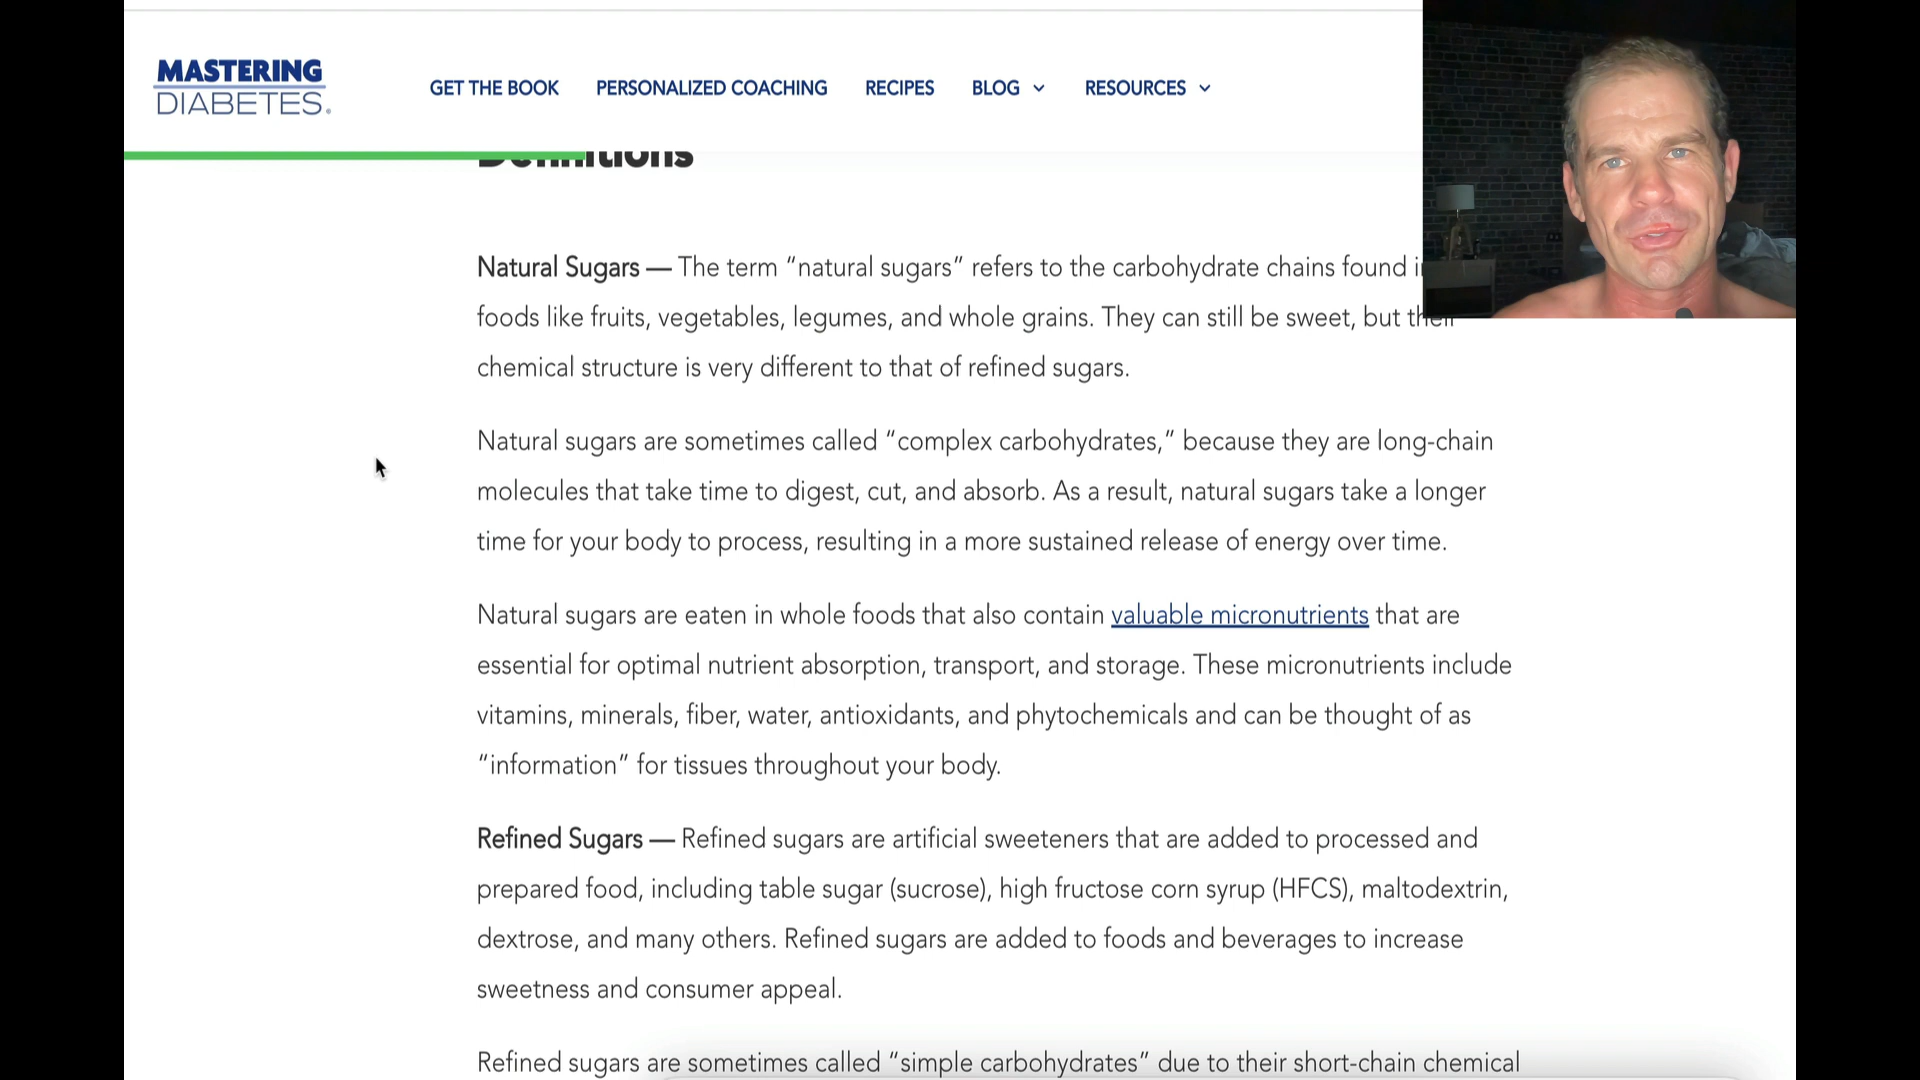 MASTERING
DIABETES
GET THE BOOK
PERSONALIZED COACHING
RECIPES
BLOG
RESOURCES
Definitions
Natural Sugars — The term “natural sugars” refers to the carbohydrate chains found
foods like fruits, vegetables, legumes, and whole grains. They can still be sweet, but their
chemical structure is very different to that of refined sugars.
Natural sugars are sometimes called “complex carbohydrates,” because they are long-chain
molecules that take time to digest, cut, and absorb. As a result, natural sugars take a longer
time for your body to process, resulting in a more sustained release of energy over time.
Natural sugars are eaten in whole foods that also contain valuable micronutrients that are
essential for optimal nutrient absorption, transport, and storage. These micronutrients include
vitamins, minerals, fiber, water, antioxidants, and phytochemicals and can be thought of as
“information” for tissues throughout your body.
Refined Sugars — Refined sugars are artificial sweeteners that are added to processed and
prepared food, including table sugar (sucrose), high fructose corn syrup (HFCS), maltodextrin,
dextrose, and many others. Refined sugars are added to foods and beverages to increase
sweetness and consumer appeal.
Refined sugars are sometimes called “simple carbohydrates” due to their short-chain chemical